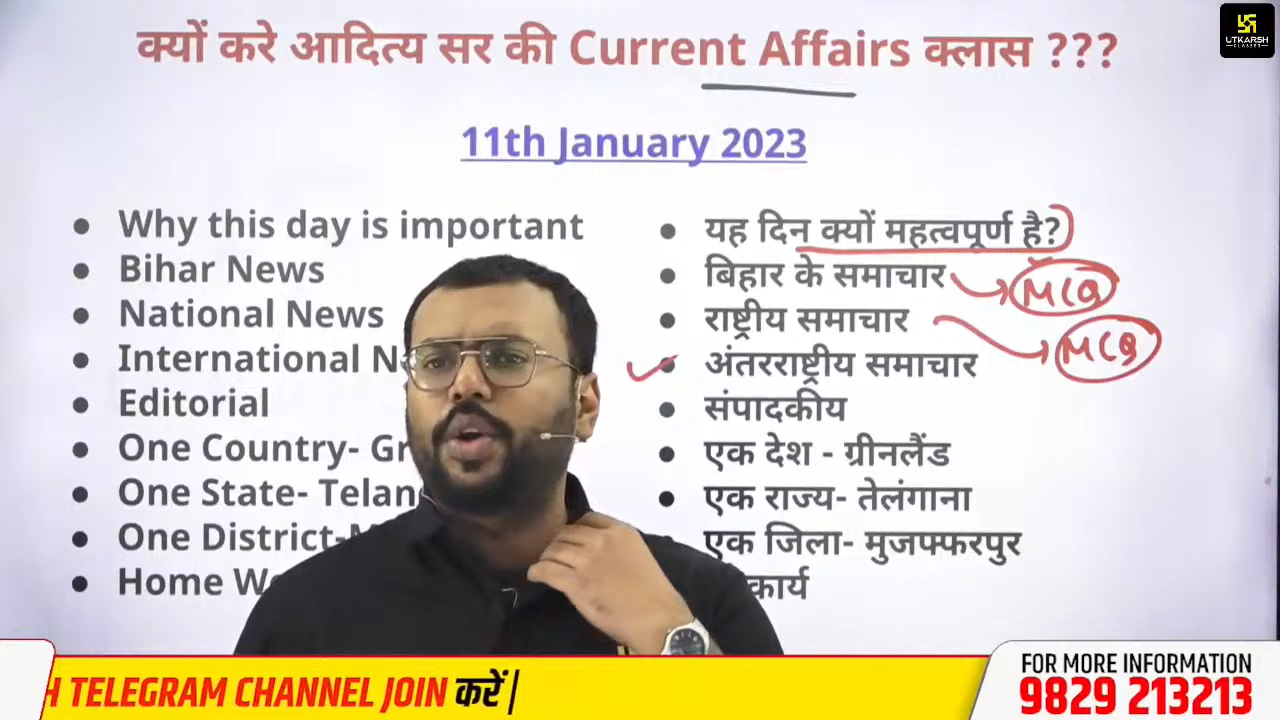 क्यों करे आदित्य सर की Current Affairs क्लास ???
UTKARSH
CLASSES
11th January 2023
• Why this day is important
• Bihar News
• National News
• International N
• Editorial
• One Country- Gr
• One State- Telan
• One District-
• Home W
• यह दिन क्यों महत्वपूर्ण है?
• बिहार के समाचार
MCQ
• राष्ट्रीय समाचार
MCQ
• अंतरराष्ट्रीय समाचार
• संपादकीय
• एक देश - ग्रीनलैंड
• एक राज्य- तेलंगाना
एक जिला- मुजफ्फरपुर
कार्य
H TELEGRAM CHANNEL JOIN करें |
FOR MORE INFORMATION
9829 213213